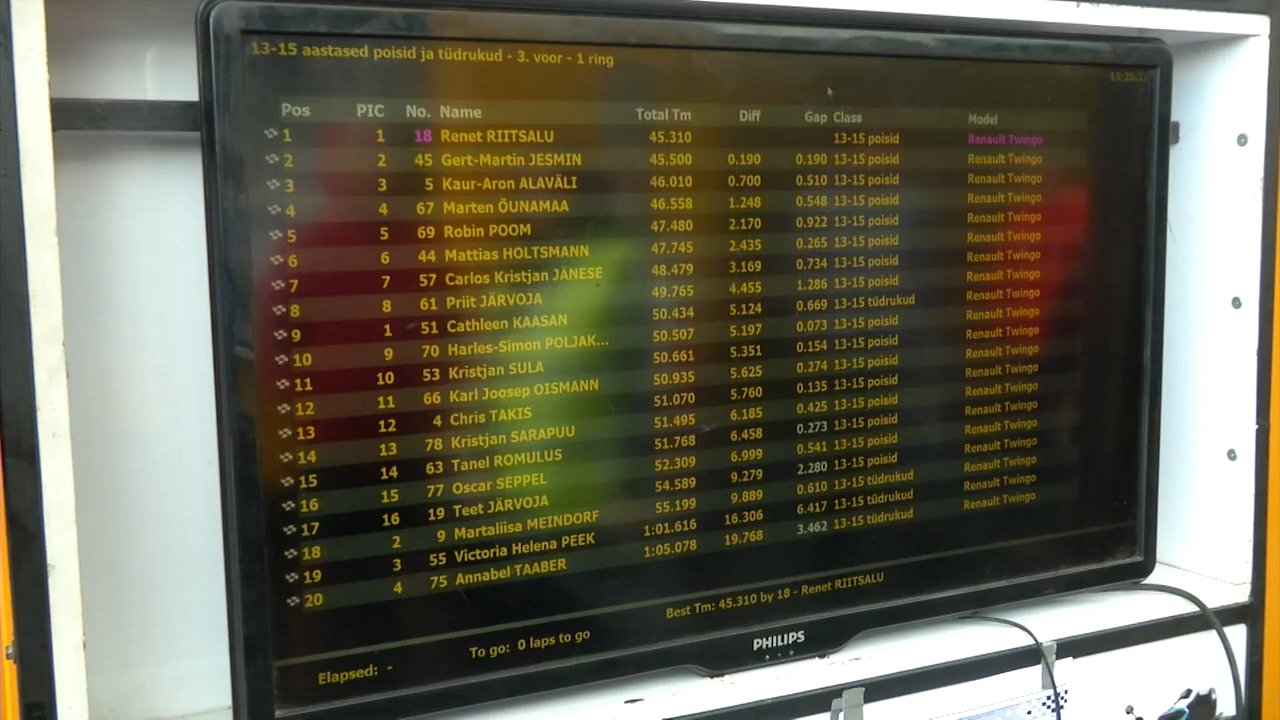 13-15 aastased poisid ja tüdrukud - 3. voor - 1 ring
Pos PIC No. Name Total Tm Diff Gap Class Model
1 1 18 Renet RIITSALU 45.310 13-15 poisid Renault Twingo
2 2 45 Gert-Martin JESMIN 45.500 0.190 0.190 13-15 poisid Renault Twingo
3 3 5 Kaur-Aron ALAVÄLI 46.010 0.700 0.510 13-15 poisid Renault Twingo
4 4 67 Marten ÕUNAMAA 46.558 1.248 0.548 13-15 poisid Renault Twingo
5 5 69 Robin POOM 47.480 2.170 0.922 13-15 poisid Renault Twingo
6 6 44 Mattias HOLTSMANN 47.745 2.435 0.265 13-15 poisid Renault Twingo
7 7 57 Carlos Kristjan JÄNESE 48.479 3.169 0.734 13-15 poisid Renault Twingo
8 8 61 Priit JÄRVOJA 49.765 4.455 1.286 13-15 poisid Renault Twingo
9 1 51 Cathleen KAASAN 50.434 5.124 0.669 13-15 tüdrukud Renault Twingo
10 9 70 Harles-Simon POLJAK... 50.507 5.197 0.073 13-15 poisid Renault Twingo
11 10 53 Kristjan SULA 50.661 5.351 0.154 13-15 poisid Renault Twingo
12 11 66 Karl Joosep OISMANN 50.935 5.625 0.274 13-15 poisid Renault Twingo
13 12 4 Chris TAKIS 51.070 5.760 0.135 13-15 poisid Renault Twingo
14 13 78 Kristjan SARAPUU 51.495 6.185 0.425 13-15 poisid Renault Twingo
15 14 63 Tanel ROMULUS 51.768 6.458 0.273 13-15 poisid Renault Twingo
16 15 77 Oscar SEPPEL 52.309 6.999 0.541 13-15 poisid Renault Twingo
17 16 19 Teet JÄRVOJA 54.589 9.279 2.280 13-15 poisid Renault Twingo
18 2 9 Martaliisa MEINDORF 55.199 9.889 0.610 13-15 tüdrukud Renault Twingo
19 3 55 Victoria Helena PEEK 1:01.616 16.306 6.417 13-15 tüdrukud Renault Twingo
20 4 75 Annabel TAABER 1:05.078 19.768 3.462 13-15 tüdrukud Renault Twingo
Elapsed: - To go: 0 laps to go Best Tm: 45.310 by 18 - Renet RIITSALU
PHILIPS